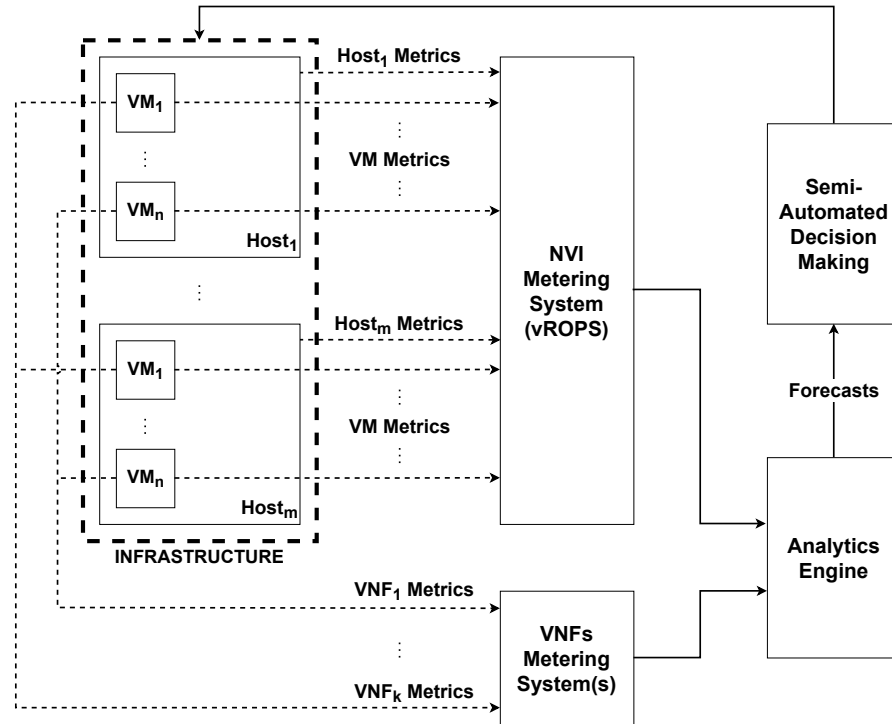 Host1 Metrics
VM1
VM Metrics
VMn
Host1
Semi-
Automated
Decision
Making
NVI
Metering
System
(vROPS)
Hostm Metrics
VM1
Forecasts
VM Metrics
VMn
Hostm
INFRASTRUCTURE
Analytics
Engine
VNF1 Metrics
VNFs
Metering
System(s)
VNFk Metrics